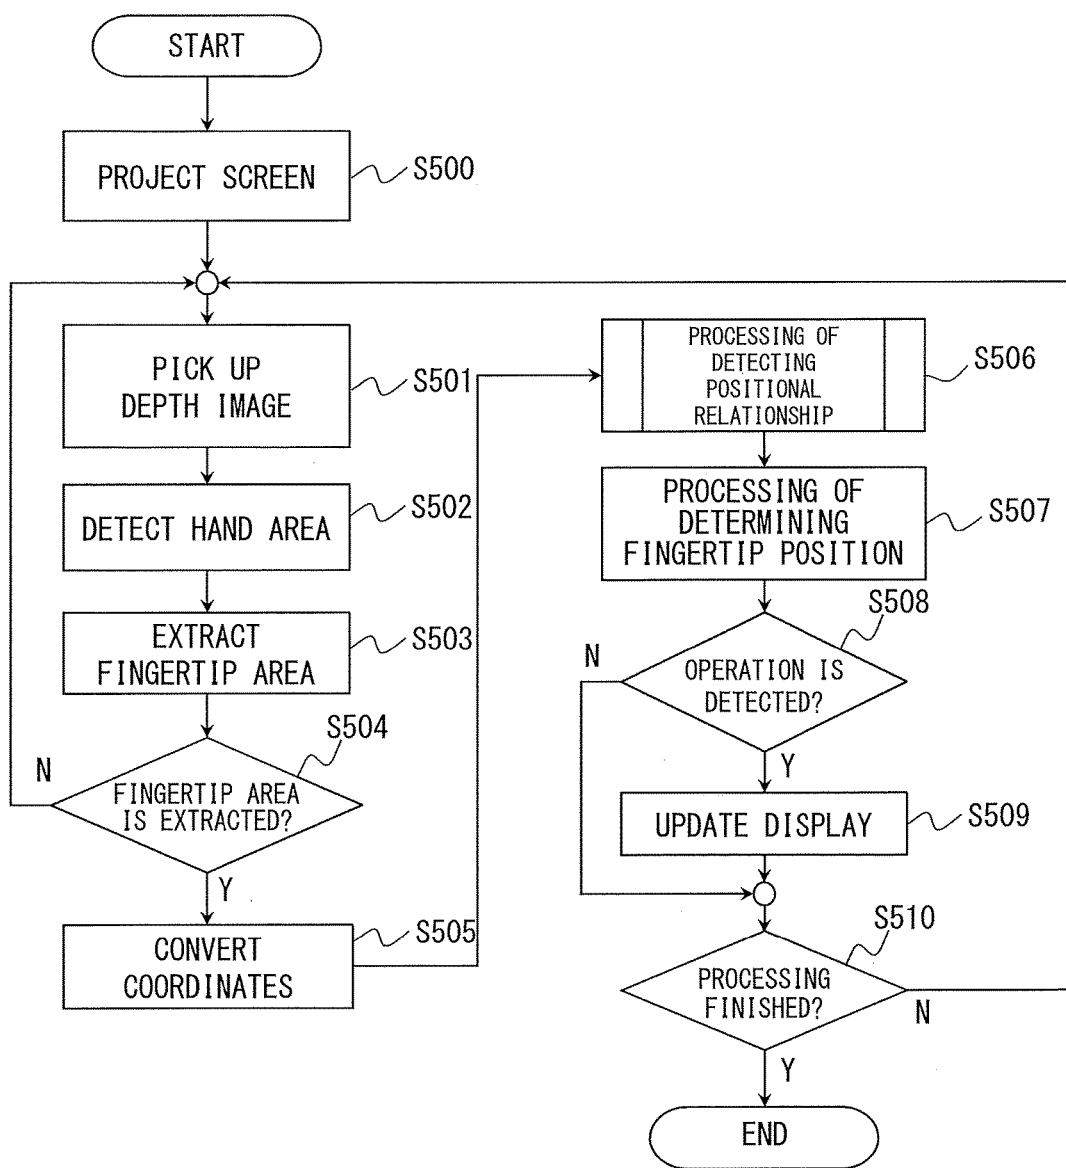 START
PROJECT SCREEN
S500
PICK UP
DEPTH IMAGE
S501
DETECT HAND AREA
S502
EXTRACT
FINGERTIP AREA
S503
S504
N
FINGERTIP AREA
IS EXTRACTED?
Y
CONVERT
COORDINATES
S505
PROCESSING OF
DETECTING
POSITIONAL
RELATIONSHIP
S506
PROCESSING OF
DETERMINING
FINGERTIP POSITION
S507
S508
N
OPERATION IS
DETECTED?
Y
UPDATE DISPLAY
S509
S510
PROCESSING
FINISHED?
N
Y
END